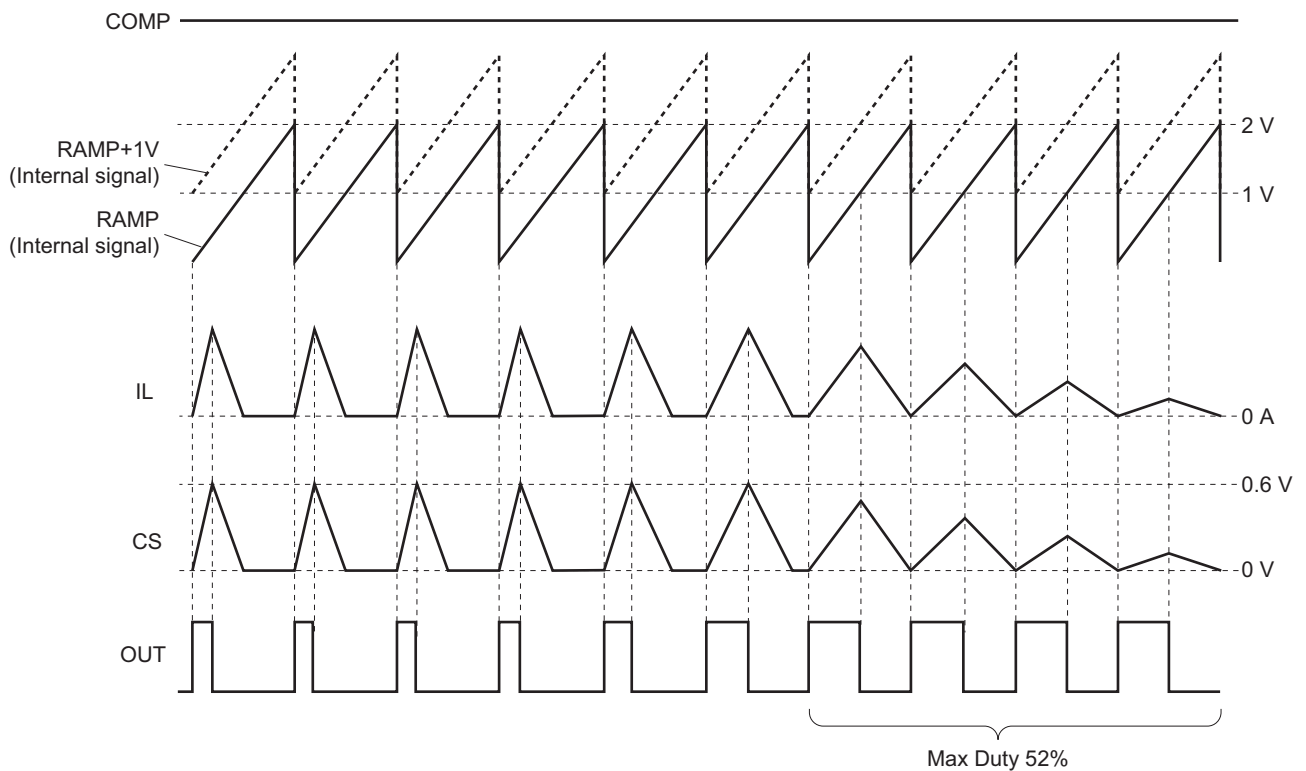 COMP
2 V
RAMP+1V
(Internal signal)
1 V
RAMP
(Internal signal)
IL
0 A
0.6 V
CS
0 V
OUT
Max Duty 52%